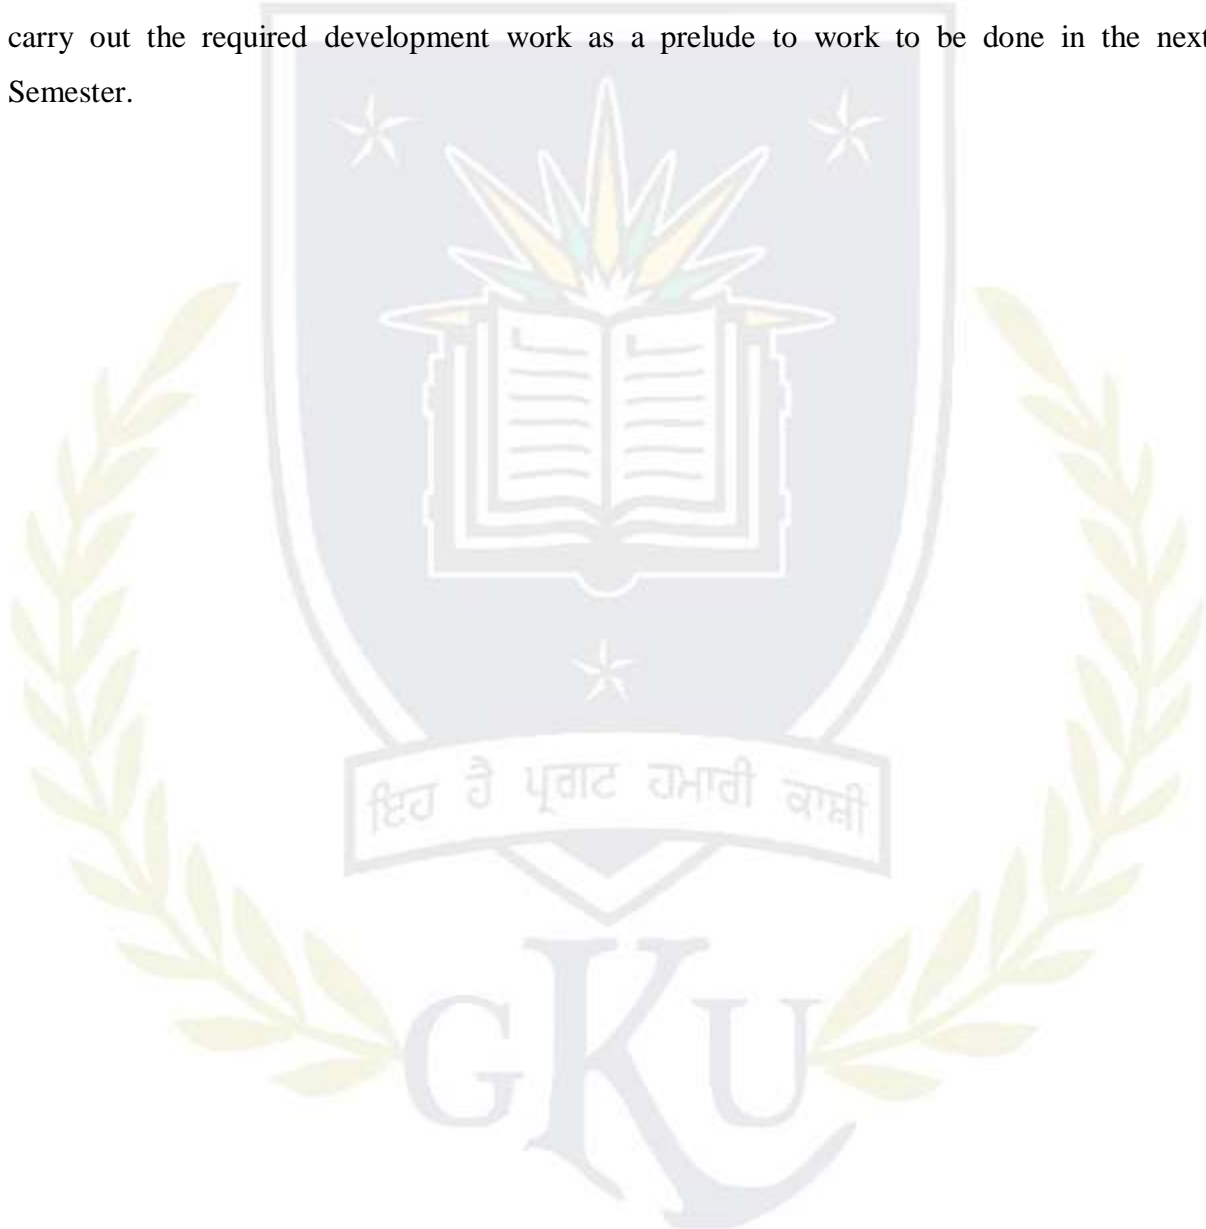 carry out the required development work as a prelude to work to be done in the next
Semester.
ਇਹ ਹੈ ਪ੍ਰਗਟ ਹਮਾਰੀ ਕਾਸ਼ੀ
GKU